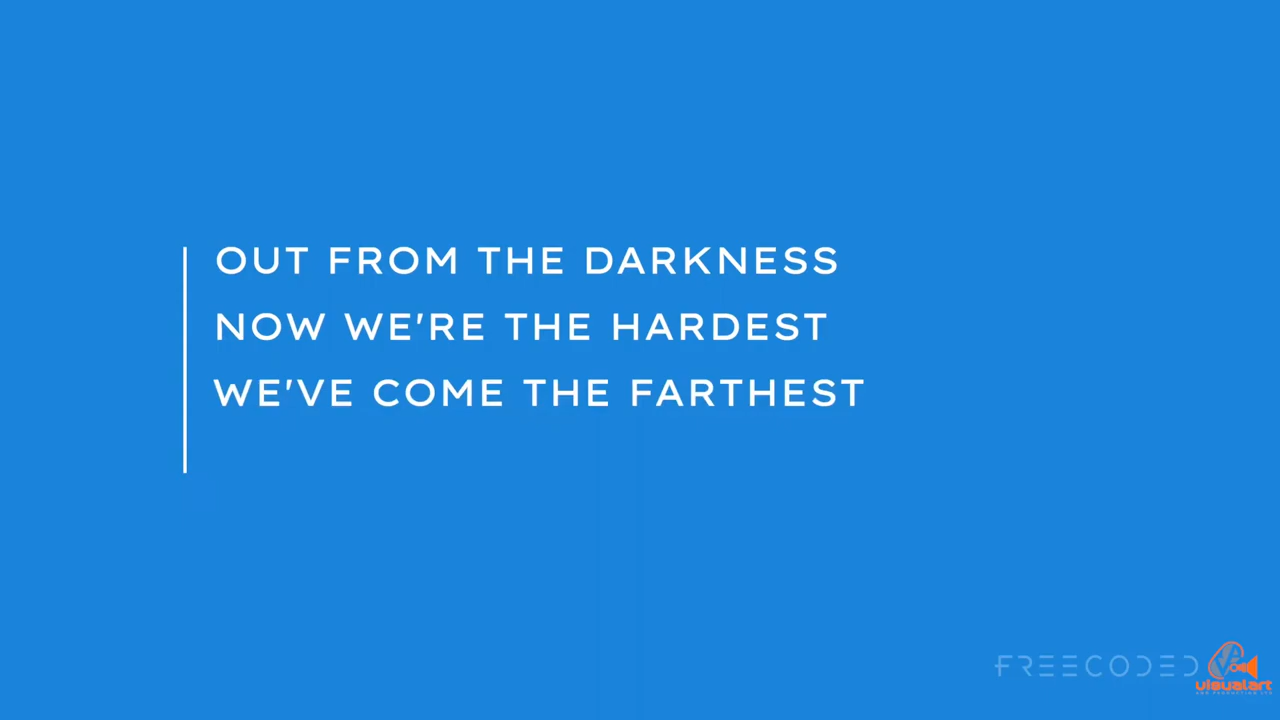 OUT FROM THE DARKNESS
NOW WE'RE THE HARDEST
WE'VE COME THE FARTHEST
FREECODED
visualart